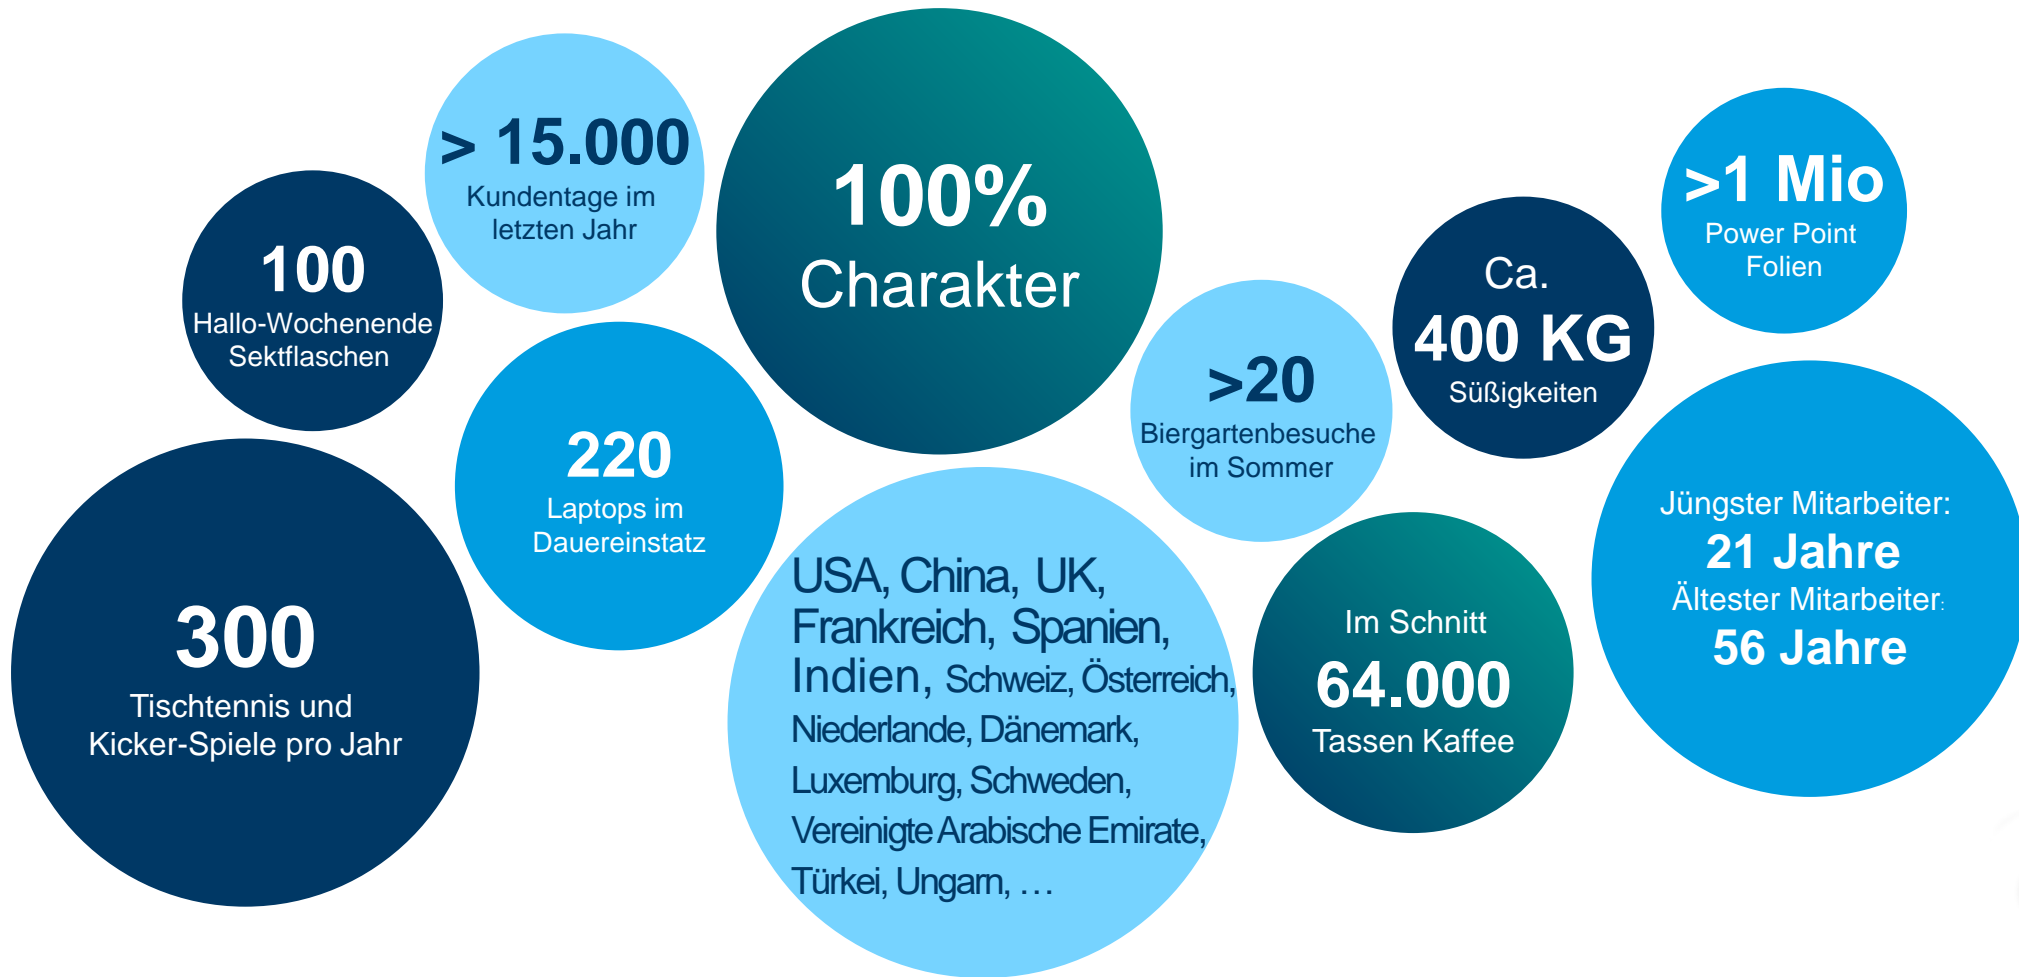 > 15.000
Kundentage im
letzten Jahr
100%
Charakter
>1 Mio
Power Point
Folien
100
Hallo-Wochenende
Sektflaschen
Ca.
400 KG
Süßigkeiten
>20
Biergartenbesuche
im Sommer
220
Laptops im
Dauereinstatz
300
Tischtennis und
Kicker-Spiele pro Jahr
USA, China, UK,
Frankreich, Spanien,
Indien, Schweiz, Österreich,
Niederlande, Dänemark,
Luxemburg, Schweden,
Vereinigte Arabische Emirate,
Türkei, Ungarn, …
Im Schnitt
64.000
Tassen Kaffee
Jüngster Mitarbeiter:
21 Jahre
Ältester Mitarbeiter:
56 Jahre